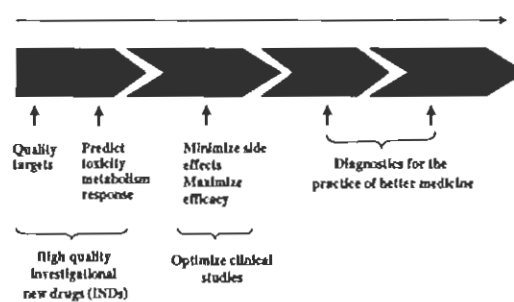 Quality
targets
Predict
toxicity
metabolism
response
Minimize side
effects
Maximize
efficacy
Diagnostics for the
practice of better medicine
High quality
investigational
new drugs (INDs)
Optimize clinical
studies